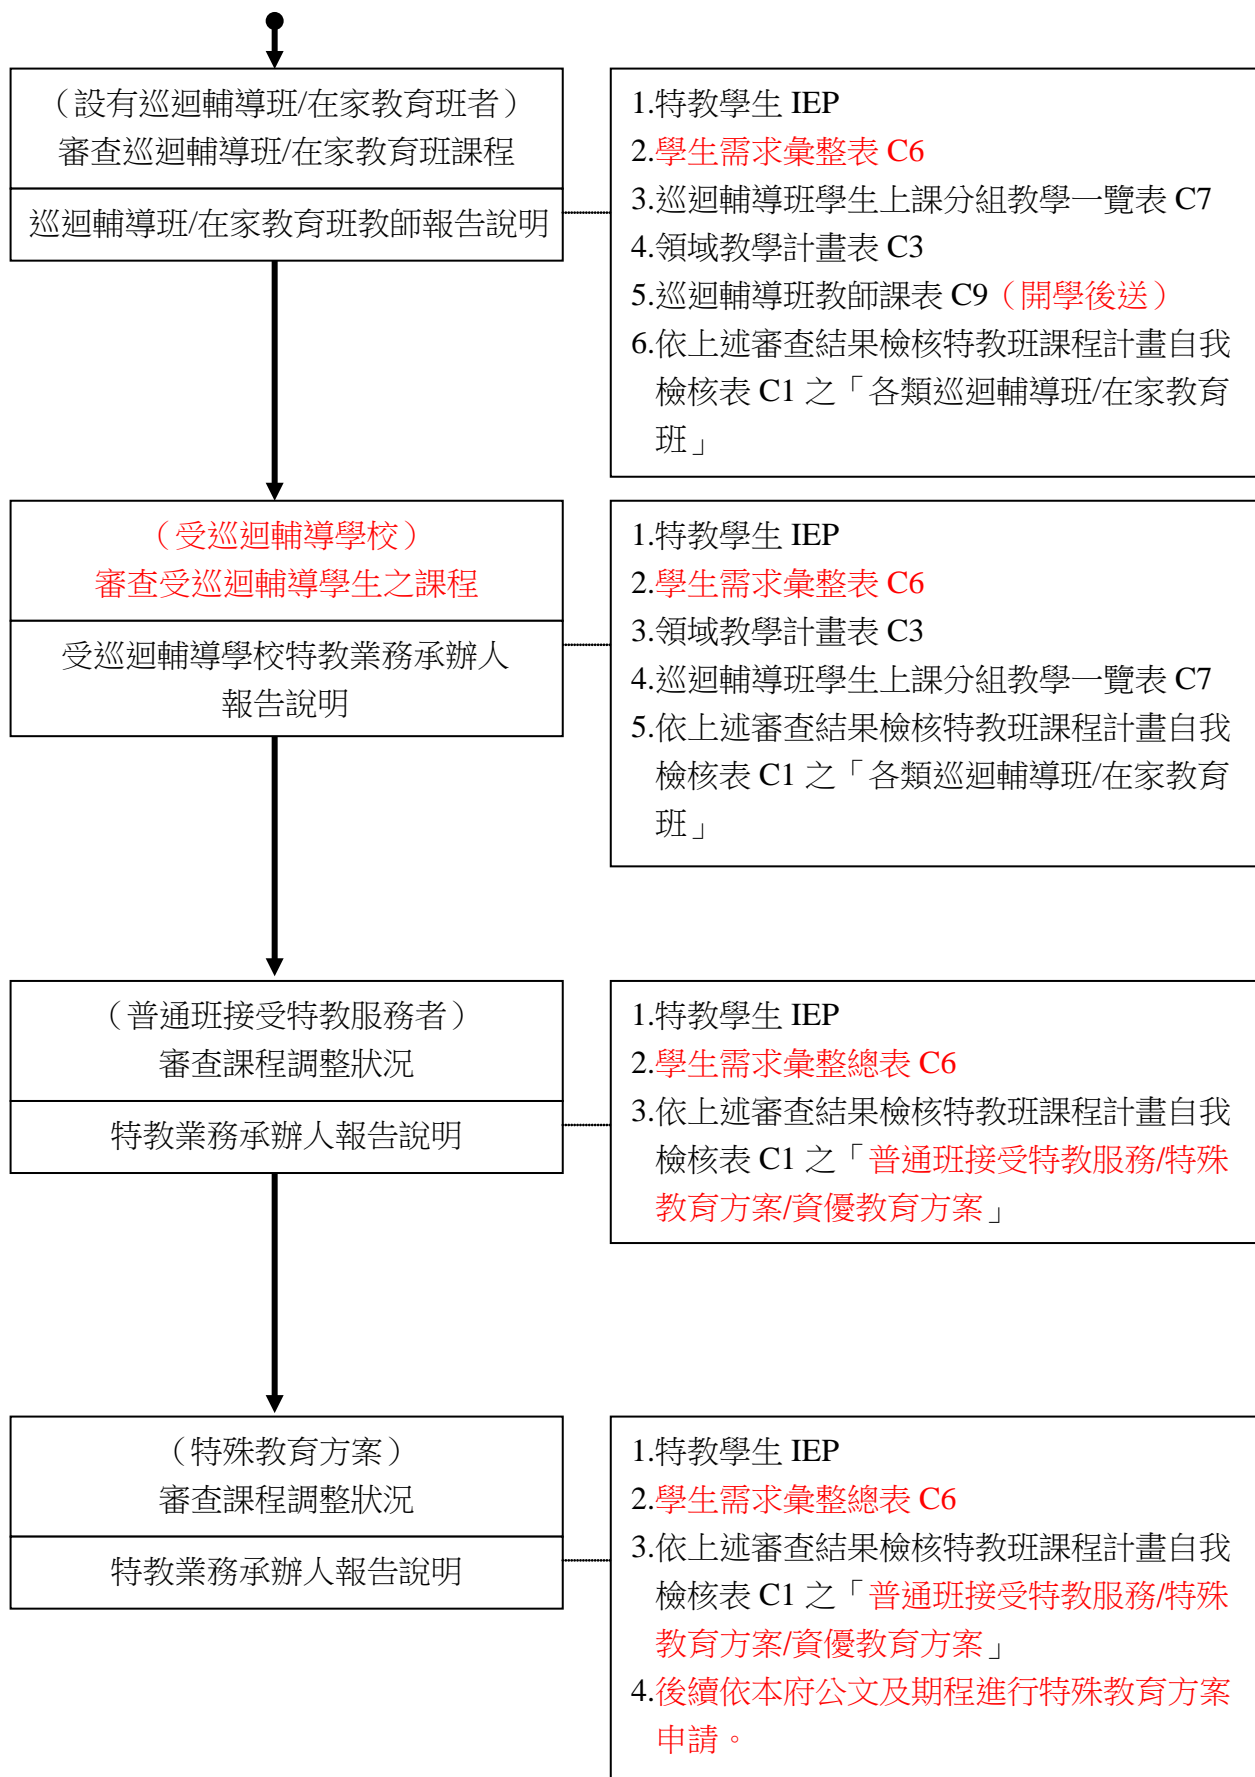 （設有巡迴輔導班/在家教育班者）
審查巡迴輔導班/在家教育班課程
巡迴輔導班/在家教育班教師報告說明
1.特教學生 IEP
2.學生需求彙整表 C6
3.巡迴輔導班學生上課分組教學一覽表 C7
4.領域教學計畫表 C3
5.巡迴輔導班教師課表 C9（開學後送）
6.依上述審查結果檢核特教班課程計畫自我
檢核表 C1 之「各類巡迴輔導班/在家教育
班」
（受巡迴輔導學校）
審查受巡迴輔導學生之課程
受巡迴輔導學校特教業務承辦人
報告說明
1.特教學生 IEP
2.學生需求彙整表 C6
3.領域教學計畫表 C3
4.巡迴輔導班學生上課分組教學一覽表 C7
5.依上述審查結果檢核特教班課程計畫自我
檢核表 C1 之「各類巡迴輔導班/在家教育
班」
（普通班接受特教服務者）
審查課程調整狀況
特教業務承辦人報告說明
1.特教學生 IEP
2.學生需求彙整總表 C6
3.依上述審查結果檢核特教班課程計畫自我
檢核表 C1 之「普通班接受特教服務/特殊
教育方案/資優教育方案」
（特殊教育方案）
審查課程調整狀況
特教業務承辦人報告說明
1.特教學生 IEP
2.學生需求彙整總表 C6
3.依上述審查結果檢核特教班課程計畫自我
檢核表 C1 之「普通班接受特教服務/特殊
教育方案/資優教育方案」
4.後續依本府公文及期程進行特殊教育方案
申請。